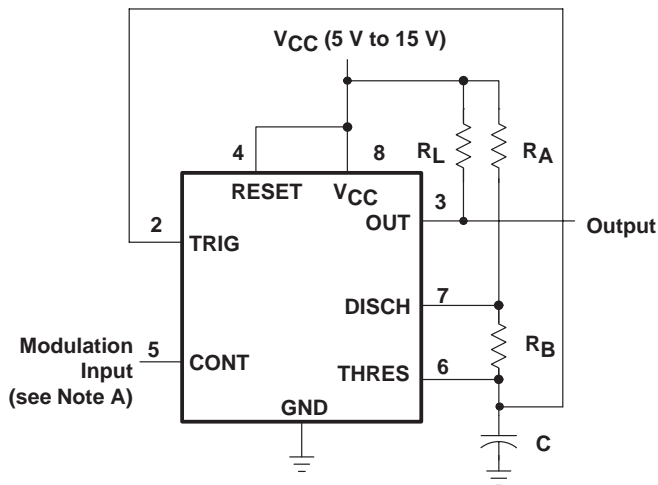 VCC (5 V to 15 V)
4
8
RL
RA
RESET
VCC
3
2
OUT
Output
TRIG
7
DISCH
Modulation
Input
(see Note A)
5
CONT
RB
6
THRES
GND
C